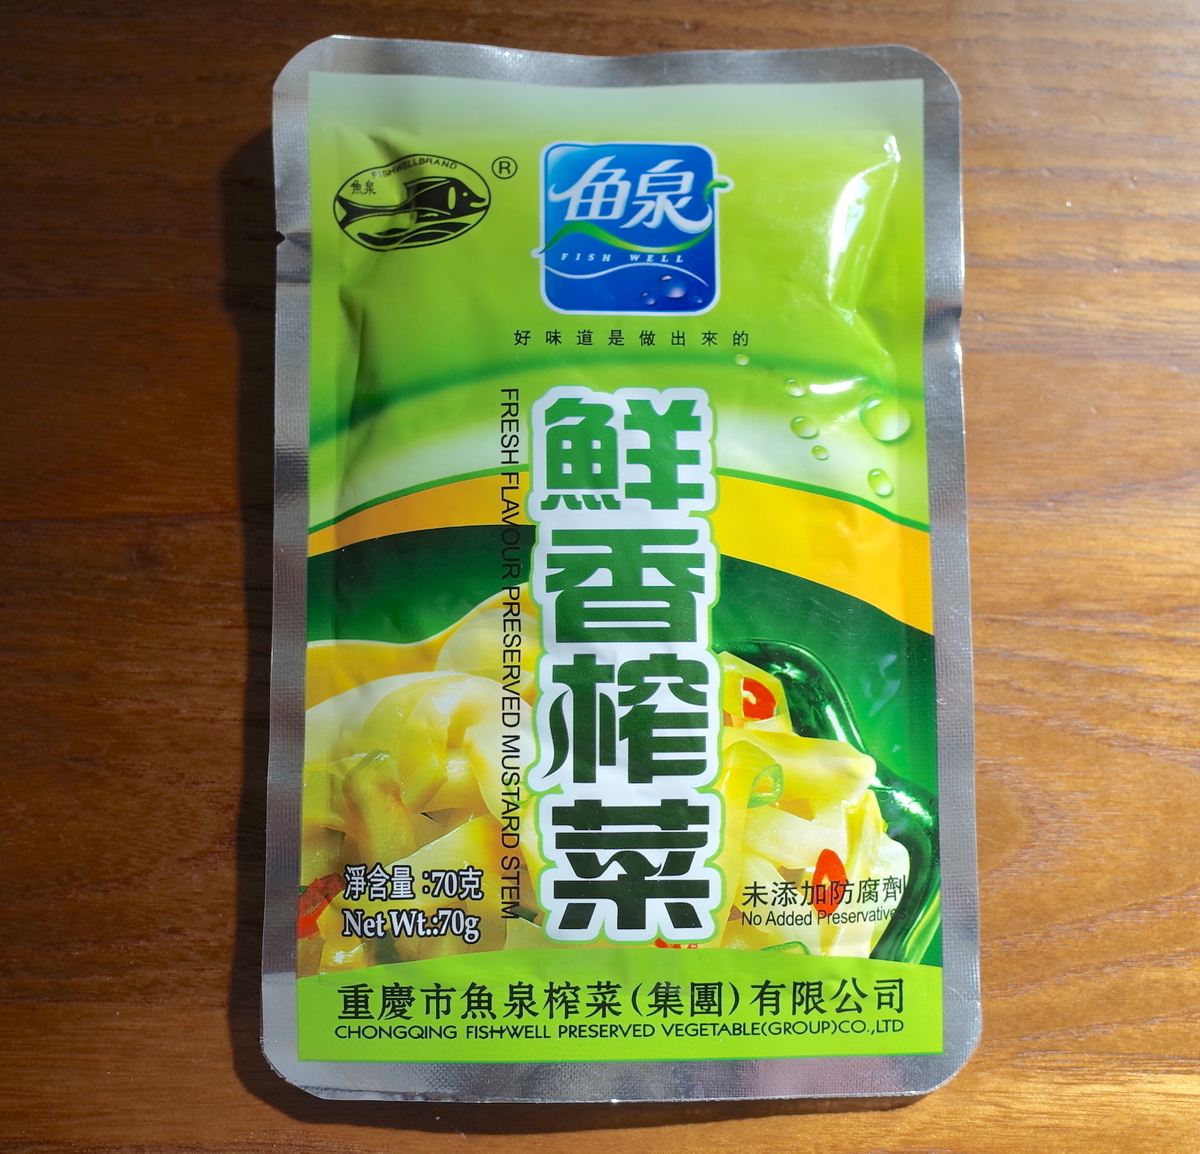 FISHWELLBRAND
魚泉
®
鱼泉
FISH WELL
好味道是做出來的
FRESH FLAVOUR PRESERVED MUSTARD STEM
鮮香榨菜
淨含量:70克
Net Wt.:70g
未添加防腐劑
No Added Preservatives
重慶市魚泉榨菜(集團)有限公司
CHONGQING FISHWELL PRESERVED VEGETABLE(GROUP)CO.,LTD